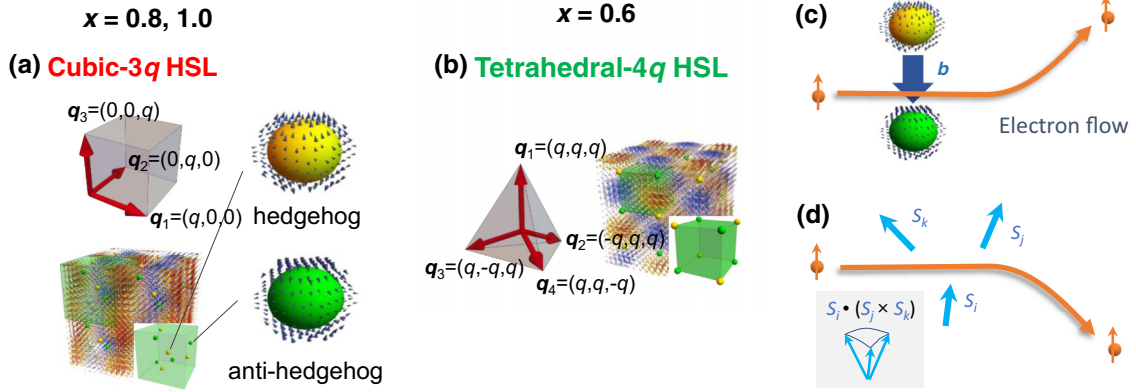 x = 0.8, 1.0
(a) Cubic-3q HSL
q₃=(0,0,q)
q₂=(0,q,0)
q₁=(q,0,0)
hedgehog
anti-hedgehog
x = 0.6
(b) Tetrahedral-4q HSL
q₁=(q,q,q)
q₂=(-q,q,q)
q₃=(q,-q,q)
q₄=(q,q,-q)
(c)
b
Electron flow
(d)
Sₖ
Sⱼ
Sᵢ
Sᵢ • (Sⱼ × Sₖ)